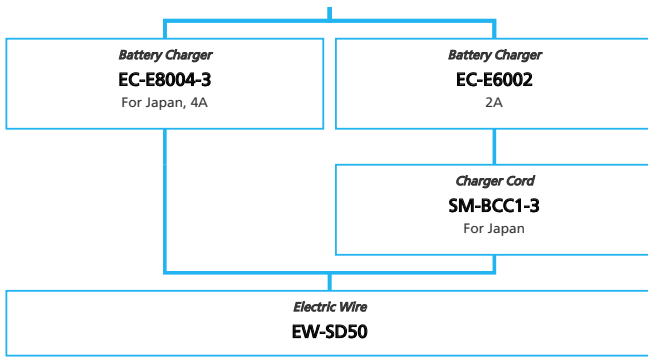 Battery Charger
EC-E8004-3
For Japan, 4A
Battery Charger
EC-E6002
2A
Charger Cord
SM-BCC1-3
For Japan
Electric Wire
EW-SD50